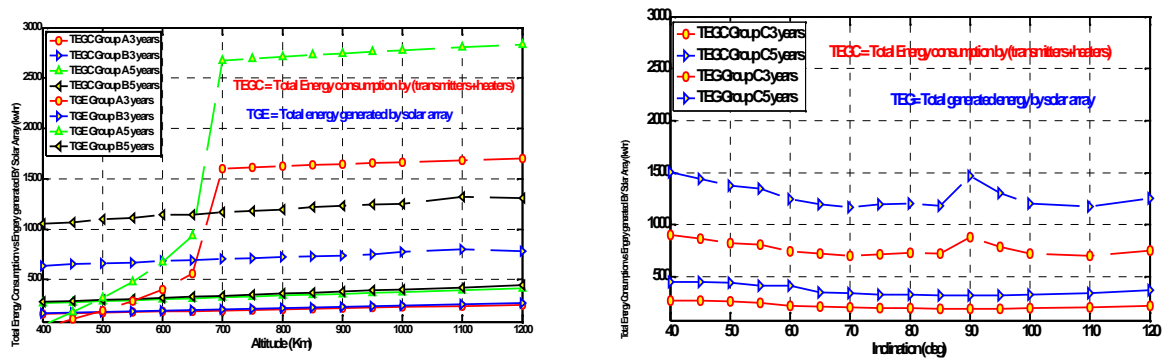 3000
2500
2000
1500
1000
500
TEGC Group A 3 years
TEGC Group B 3 years
TEGC Group A 5 years
TEGC Group B 5 years
TGE Group A 3 years
TGE Group B 3 years
TGE Group A 5 years
TGE Group B 5 years
TEGC = Total Energy consumption by (transmitters+heaters)
TGE = Total energy generated by solar array
400 500 600 700 800 900 1000 1100 1200
Altitude (Km)
Total Energy Consumption vs Engery generated BY Solar Array (kwhr)
3000
2500
2000
1500
1000
500
TEGC Group C 3 years
TEGC Group C 5 years
TEG Group C 3 years
TEG Group C 5 years
TEGC = Total Energy consumption by (transmitters+heaters)
TEG= Total generated energy by solar array
40 50 60 70 80 90 100 110 120
Inclination (deg)
Total Energy Consumption vs Engery generated BY Solar Array (kwhr)